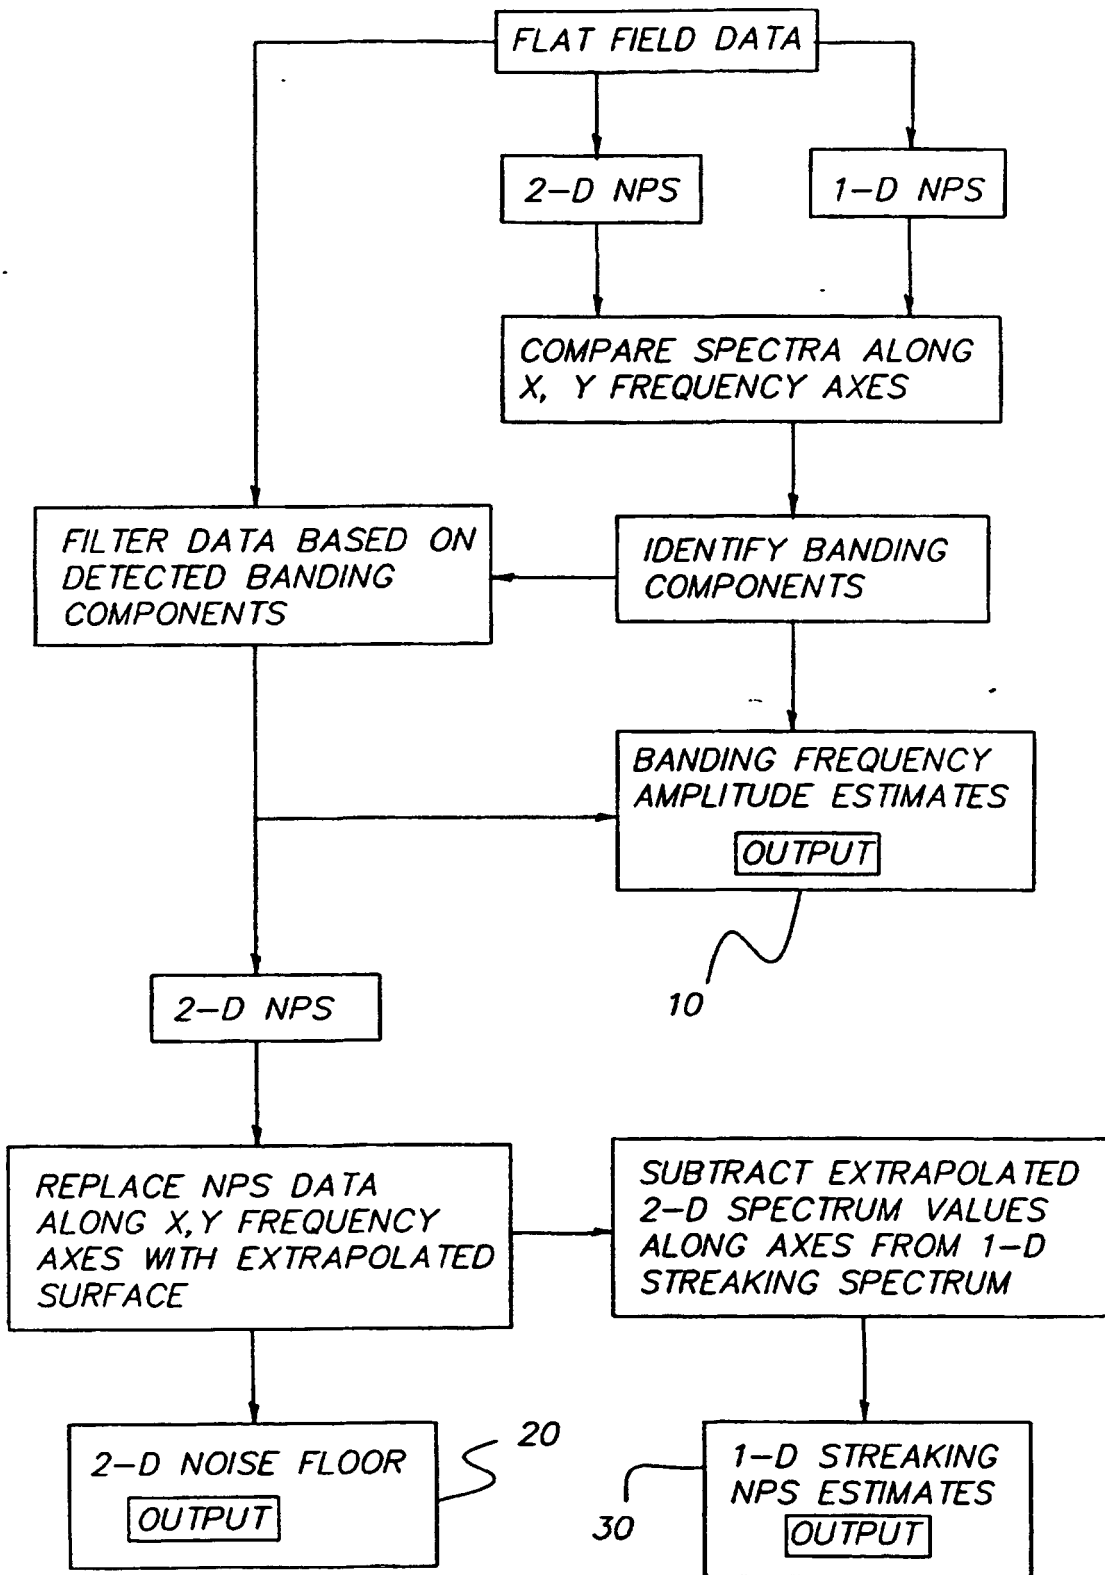 FLAT FIELD DATA
2-D NPS
1-D NPS
COMPARE SPECTRA ALONG
X, Y FREQUENCY AXES
FILTER DATA BASED ON
DETECTED BANDING
COMPONENTS
IDENTIFY BANDING
COMPONENTS
BANDING FREQUENCY
AMPLITUDE ESTIMATES
OUTPUT
10
2-D NPS
REPLACE NPS DATA
ALONG X,Y FREQUENCY
AXES WITH EXTRAPOLATED
SURFACE
SUBTRACT EXTRAPOLATED
2-D SPECTRUM VALUES
ALONG AXES FROM 1-D
STREAKING SPECTRUM
2-D NOISE FLOOR
OUTPUT
20
1-D STREAKING
NPS ESTIMATES
OUTPUT
30